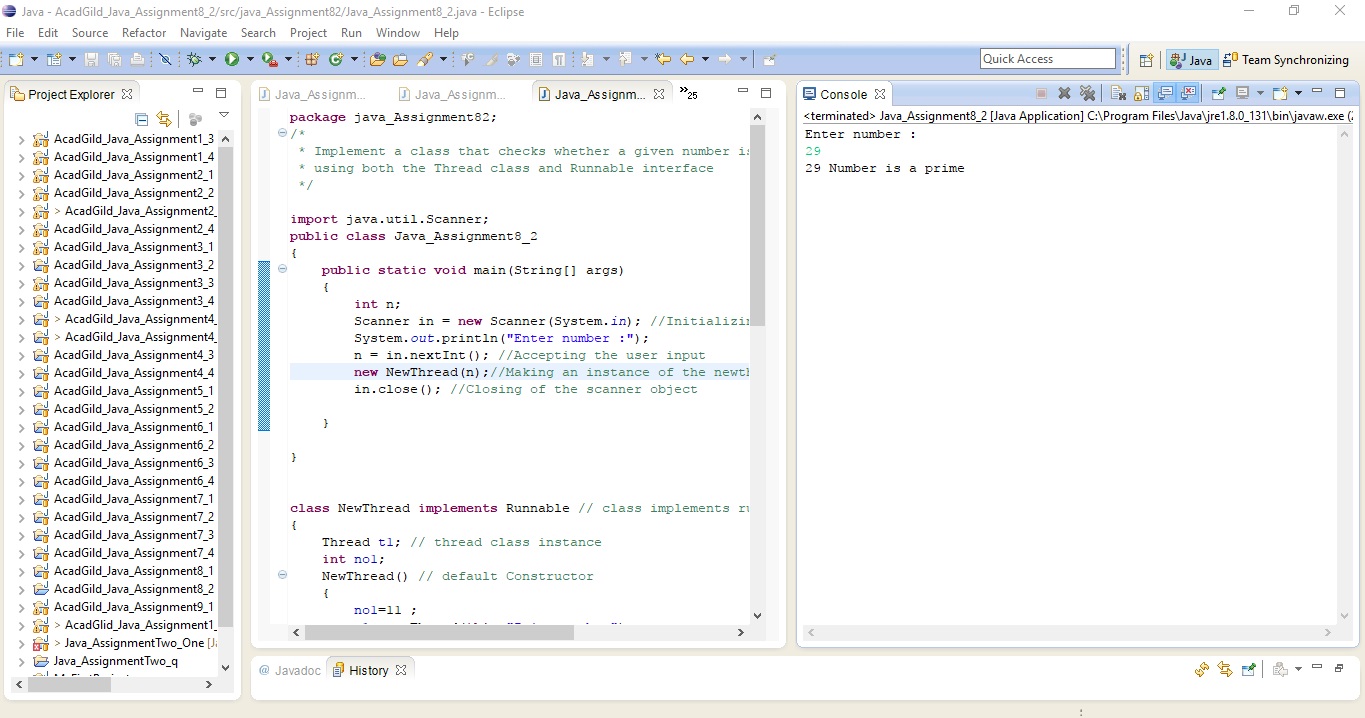 Java - AcadGild_Java_Assignment8_2/src/java_Assignment82/Java_Assignment8_2.java - Eclipse
File Edit Source Refactor Navigate Search Project Run Window Help
Quick Access
Java
Team Synchronizing
Project Explorer
AcadGild_Java_Assignment1_3
AcadGild_Java_Assignment1_4
AcadGild_Java_Assignment2_1
AcadGild_Java_Assignment2_2
> AcadGild_Java_Assignment2_
AcadGild_Java_Assignment2_4
AcadGild_Java_Assignment3_1
AcadGild_Java_Assignment3_2
AcadGild_Java_Assignment3_3
AcadGild_Java_Assignment3_4
> AcadGild_Java_Assignment4_
> AcadGild_Java_Assignment4_
AcadGild_Java_Assignment4_3
AcadGild_Java_Assignment4_4
AcadGild_Java_Assignment5_1
AcadGild_Java_Assignment5_2
AcadGild_Java_Assignment6_1
AcadGild_Java_Assignment6_2
AcadGild_Java_Assignment6_3
AcadGild_Java_Assignment6_4
AcadGild_Java_Assignment7_1
AcadGild_Java_Assignment7_2
AcadGild_Java_Assignment7_3
AcadGild_Java_Assignment7_4
AcadGild_Java_Assignment8_1
AcadGild_Java_Assignment8_2
AcadGild_Java_Assignment9_1
> AcadGild_Java_Assignment1_
> Java_AssignmentTwo_One [Ja
Java_AssignmentTwo_q
Java_Assignm...
Java_Assignm...
Java_Assignm...
»25
package java_Assignment82;
/*
* Implement a class that checks whether a given number is
* using both the Thread class and Runnable interface
*/
import java.util.Scanner;
public class Java_Assignment8_2
{
public static void main(String[] args)
{
int n;
Scanner in = new Scanner(System.in); //Initializin
System.out.println("Enter number :");
n = in.nextInt(); //Accepting the user input
new NewThread(n);//Making an instance of the newth
in.close(); //Closing of the scanner object
}
}
class NewThread implements Runnable // class implements ru
{
Thread t1; // thread class instance
int no1;
NewThread() // default Constructor
{
no1=11 ;
Console
<terminated> Java_Assignment8_2 [Java Application] C:\Program Files\Java\jre1.8.0_131\bin\javaw.exe (2
Enter number :
29
29 Number is a prime
@ Javadoc
History